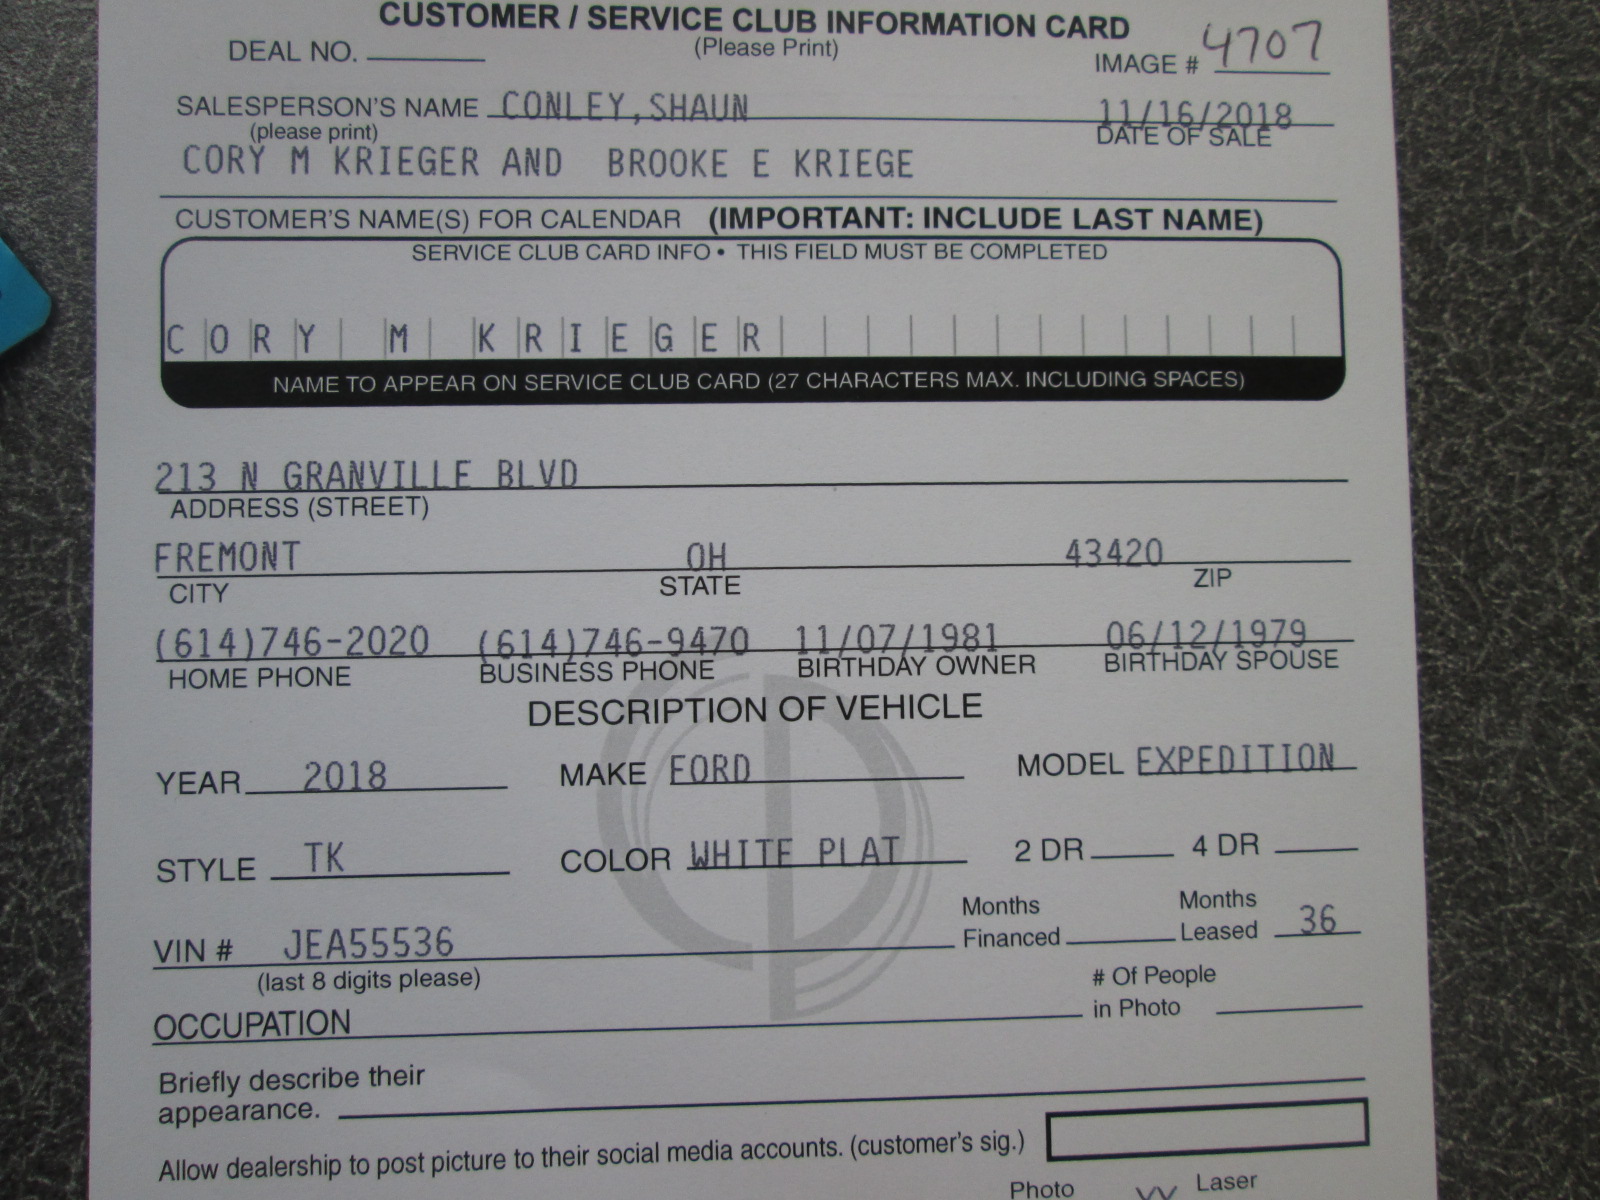 CUSTOMER / SERVICE CLUB INFORMATION CARD
DEAL NO. (Please Print) IMAGE # 4707
SALESPERSON'S NAME CONLEY,SHAUN 11/16/2018
(please print) DATE OF SALE
CORY M KRIEGER AND BROOKE E KRIEGE
CUSTOMER'S NAME(S) FOR CALENDAR (IMPORTANT: INCLUDE LAST NAME)
SERVICE CLUB CARD INFO • THIS FIELD MUST BE COMPLETED
CORY M KRIEGER
NAME TO APPEAR ON SERVICE CLUB CARD (27 CHARACTERS MAX. INCLUDING SPACES)
213 N GRANVILLE BLVD
ADDRESS (STREET)
FREMONT OH 43420
CITY STATE ZIP
(614)746-2020 (614)746-9470 11/07/1981 06/12/1979
HOME PHONE BUSINESS PHONE BIRTHDAY OWNER BIRTHDAY SPOUSE
DESCRIPTION OF VEHICLE
YEAR 2018 MAKE FORD MODEL EXPEDITION
STYLE TK COLOR WHITE PLAT 2 DR 4 DR
Months Months
VIN # JEA55536 Financed Leased 36
(last 8 digits please) # Of People
OCCUPATION in Photo
Briefly describe their
appearance.
Allow dealership to post picture to their social media accounts. (customer's sig.)
Photo Laser